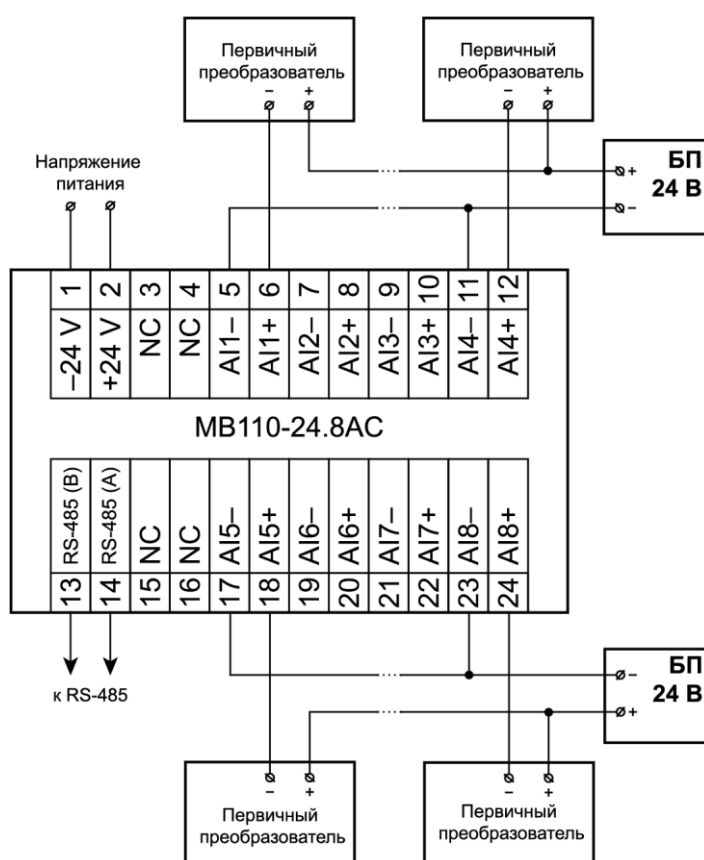 Первичный
преобразователь
– +
Первичный
преобразователь
– +
БП
24 В
+
–
Напряжение
питания
1 2 3 4 5 6 7 8 9 10 11 12
–24 V
+24 V
NC
NC
AI1–
AI1+
AI2–
AI2+
AI3–
AI3+
AI4–
AI4+
МВ110-24.8АС
RS-485 (B)
RS-485 (A)
NC
NC
AI5–
AI5+
AI6–
AI6+
AI7–
AI7+
AI8–
AI8+
13 14 15 16 17 18 19 20 21 22 23 24
к RS-485
БП
24 В
–
+
– +
Первичный
преобразователь
– +
Первичный
преобразователь